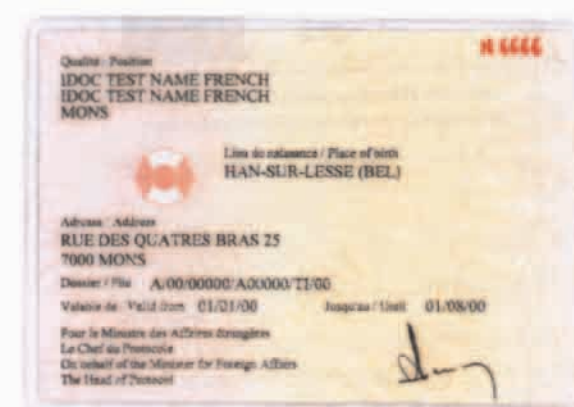 N 6666
Qualité / Position
IDOC TEST NAME FRENCH
IDOC TEST NAME FRENCH
MONS
Lieu de naissance / Place of birth
HAN-SUR-LESSE (BEL)
Adresse / Address
RUE DES QUATRES BRAS 25
7000 MONS
Dossier / File A/00/00000/A00000/TI/00
Valable de / Valid from 01/01/00 Jusqu'au / Until 01/08/00
Pour le Ministre des Affaires étrangères
Le Chef du Protocole
On behalf of the Minister for Foreign Affairs
The Head of Protocol